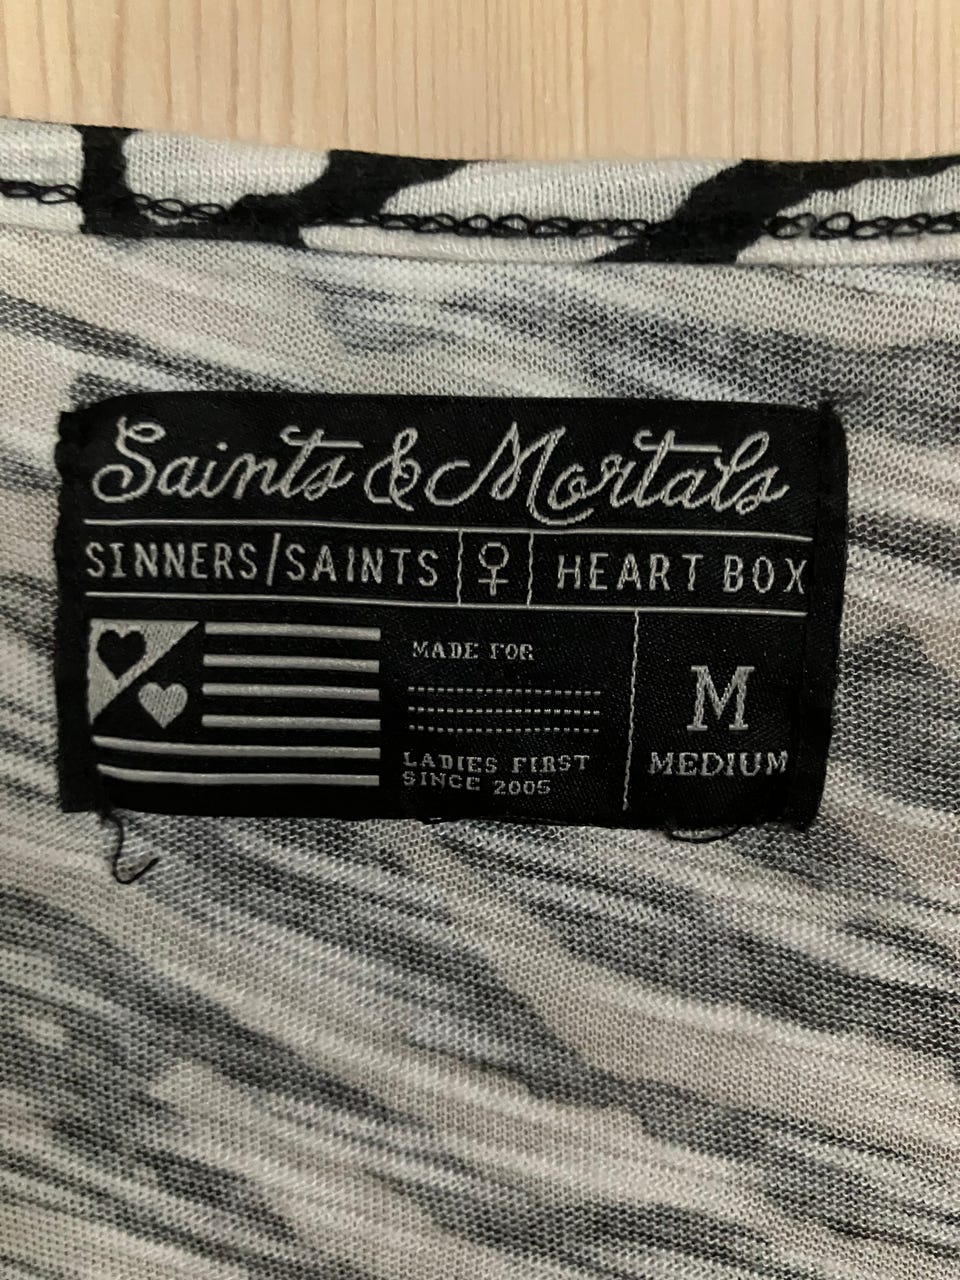 Saints & Mortals
SINNERS/SAINTS ♀ HEART BOX
MADE FOR
LADIES FIRST
SINCE 2005
M
MEDIUM